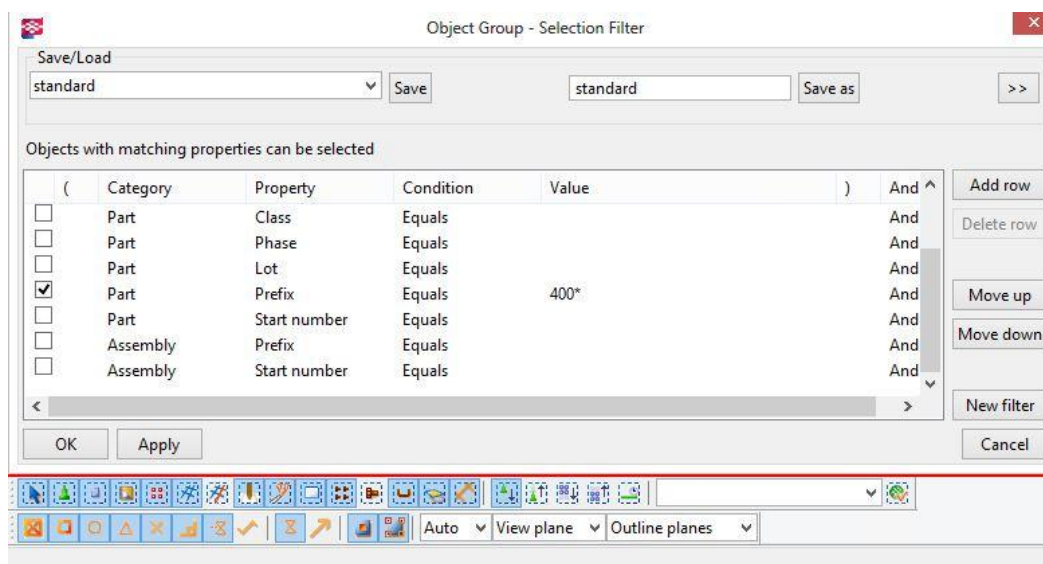 Object Group - Selection Filter
Save/Load
standard Save standard Save as >>
Objects with matching properties can be selected
( Category Property Condition Value ) And Add row
Part Class Equals And
Delete row
Part Phase Equals And
Part Lot Equals And
Part Prefix Equals 400* And Move up
Part Start number Equals And
Move down
Assembly Prefix Equals And
Assembly Start number Equals And
New filter
OK Apply Cancel
Auto View plane Outline planes